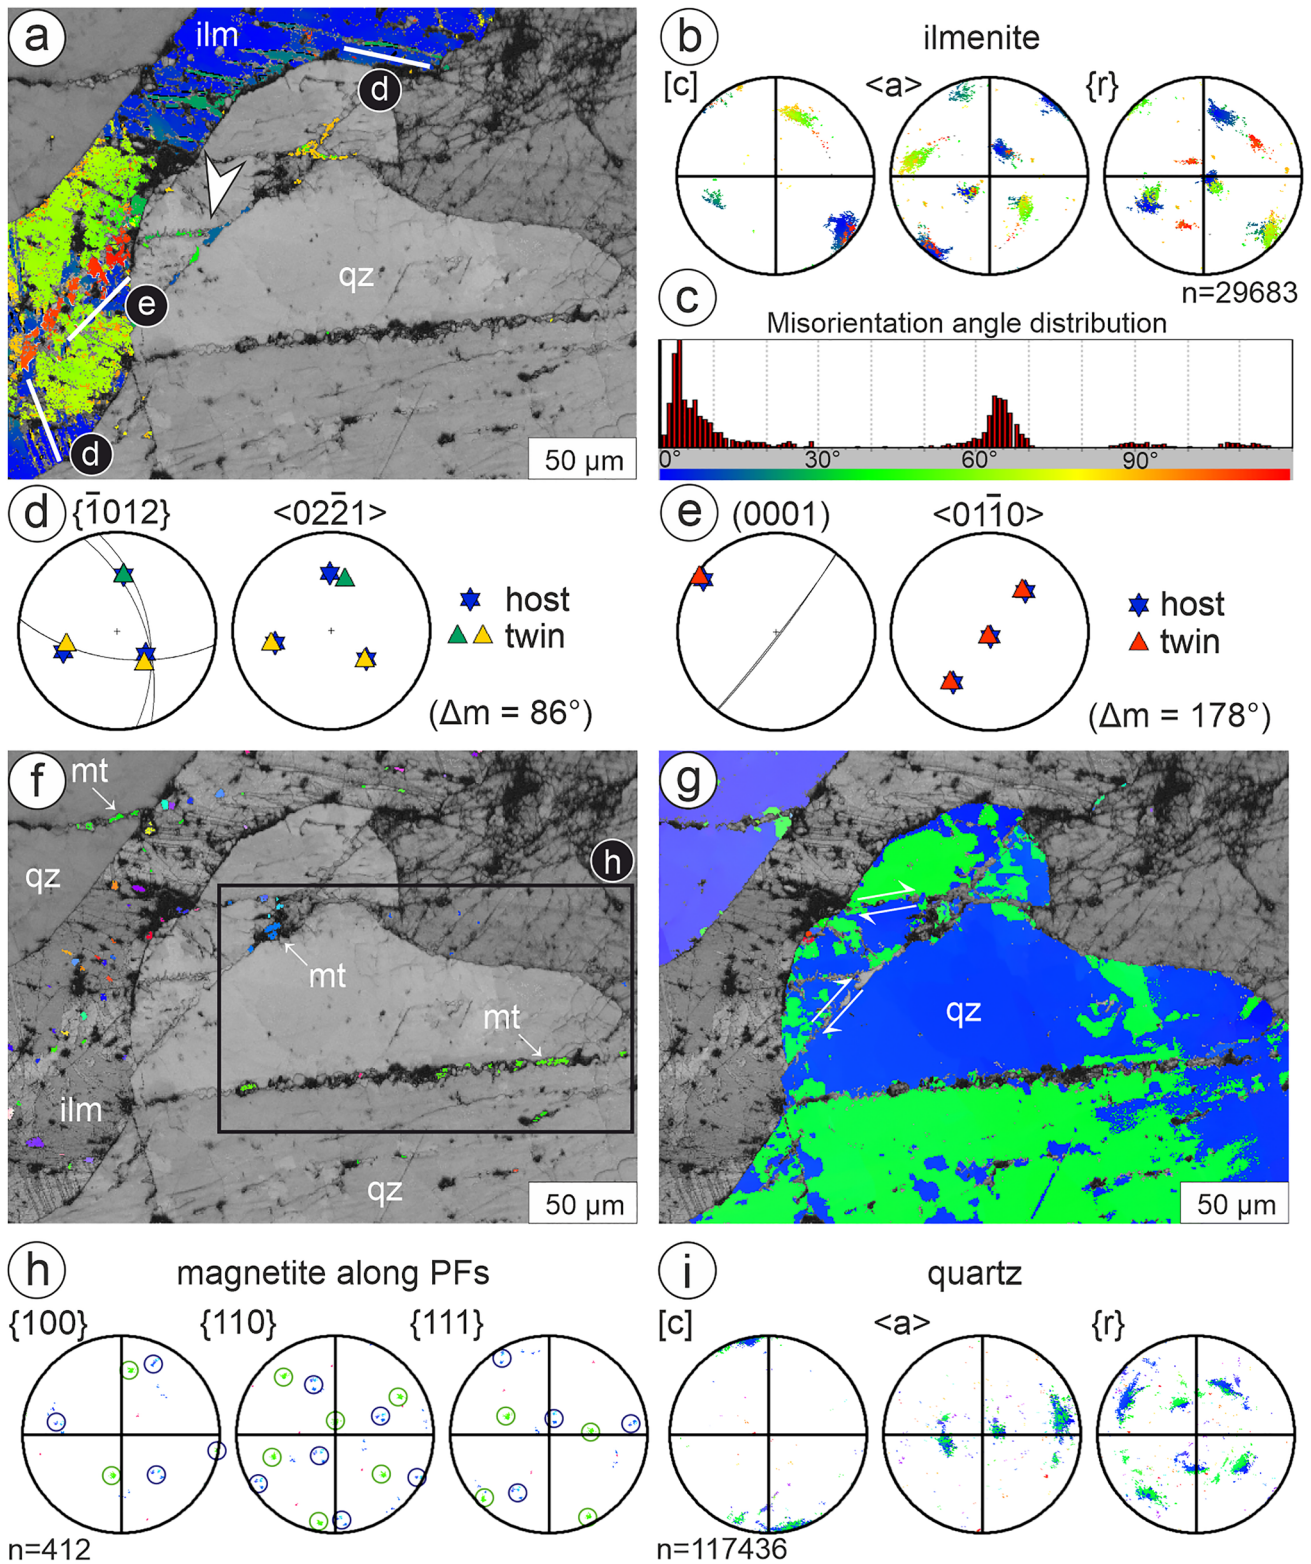 a
ilm
d
e
qz
d
50 µm
b
ilmenite
[c]
<a>
{r}
n=29683
c
Misorientation angle distribution
0°
30°
60°
90°
d
{1̅012}
<022̅1>
host
twin
(Δm = 86°)
e
(0001)
<011̅0>
host
twin
(Δm = 178°)
f
mt
qz
h
mt
mt
ilm
qz
50 µm
g
qz
50 µm
h
magnetite along PFs
{100}
{110}
{111}
n=412
i
quartz
[c]
<a>
{r}
n=117436